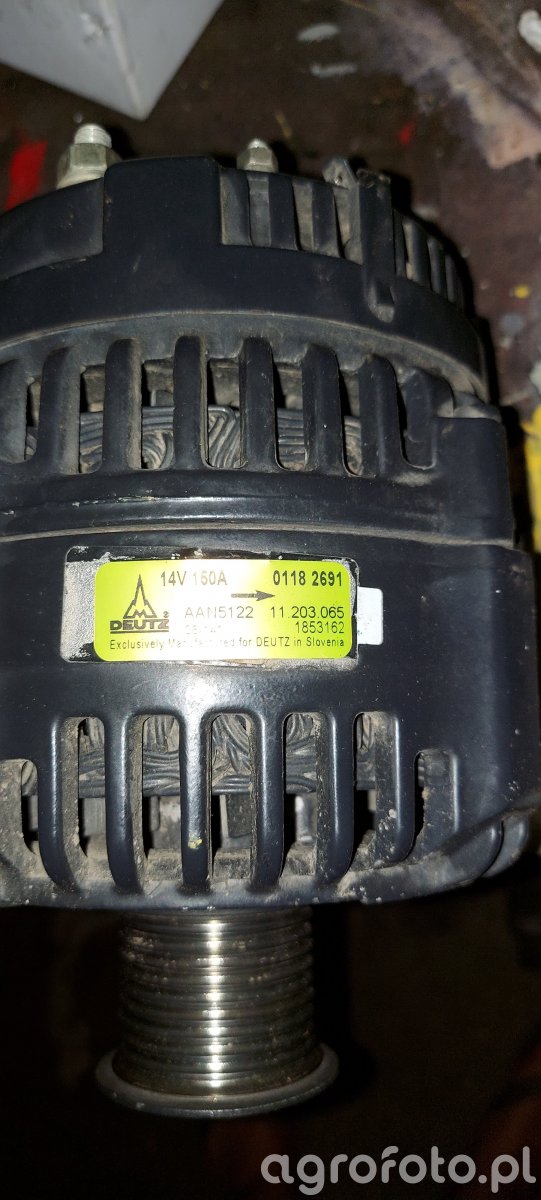 14V 150A 0118 2691
DEUTZ AAN5122 11.203.065
1853162
Exclusively Manufactured for DEUTZ in Slovenia
agrofoto.pl